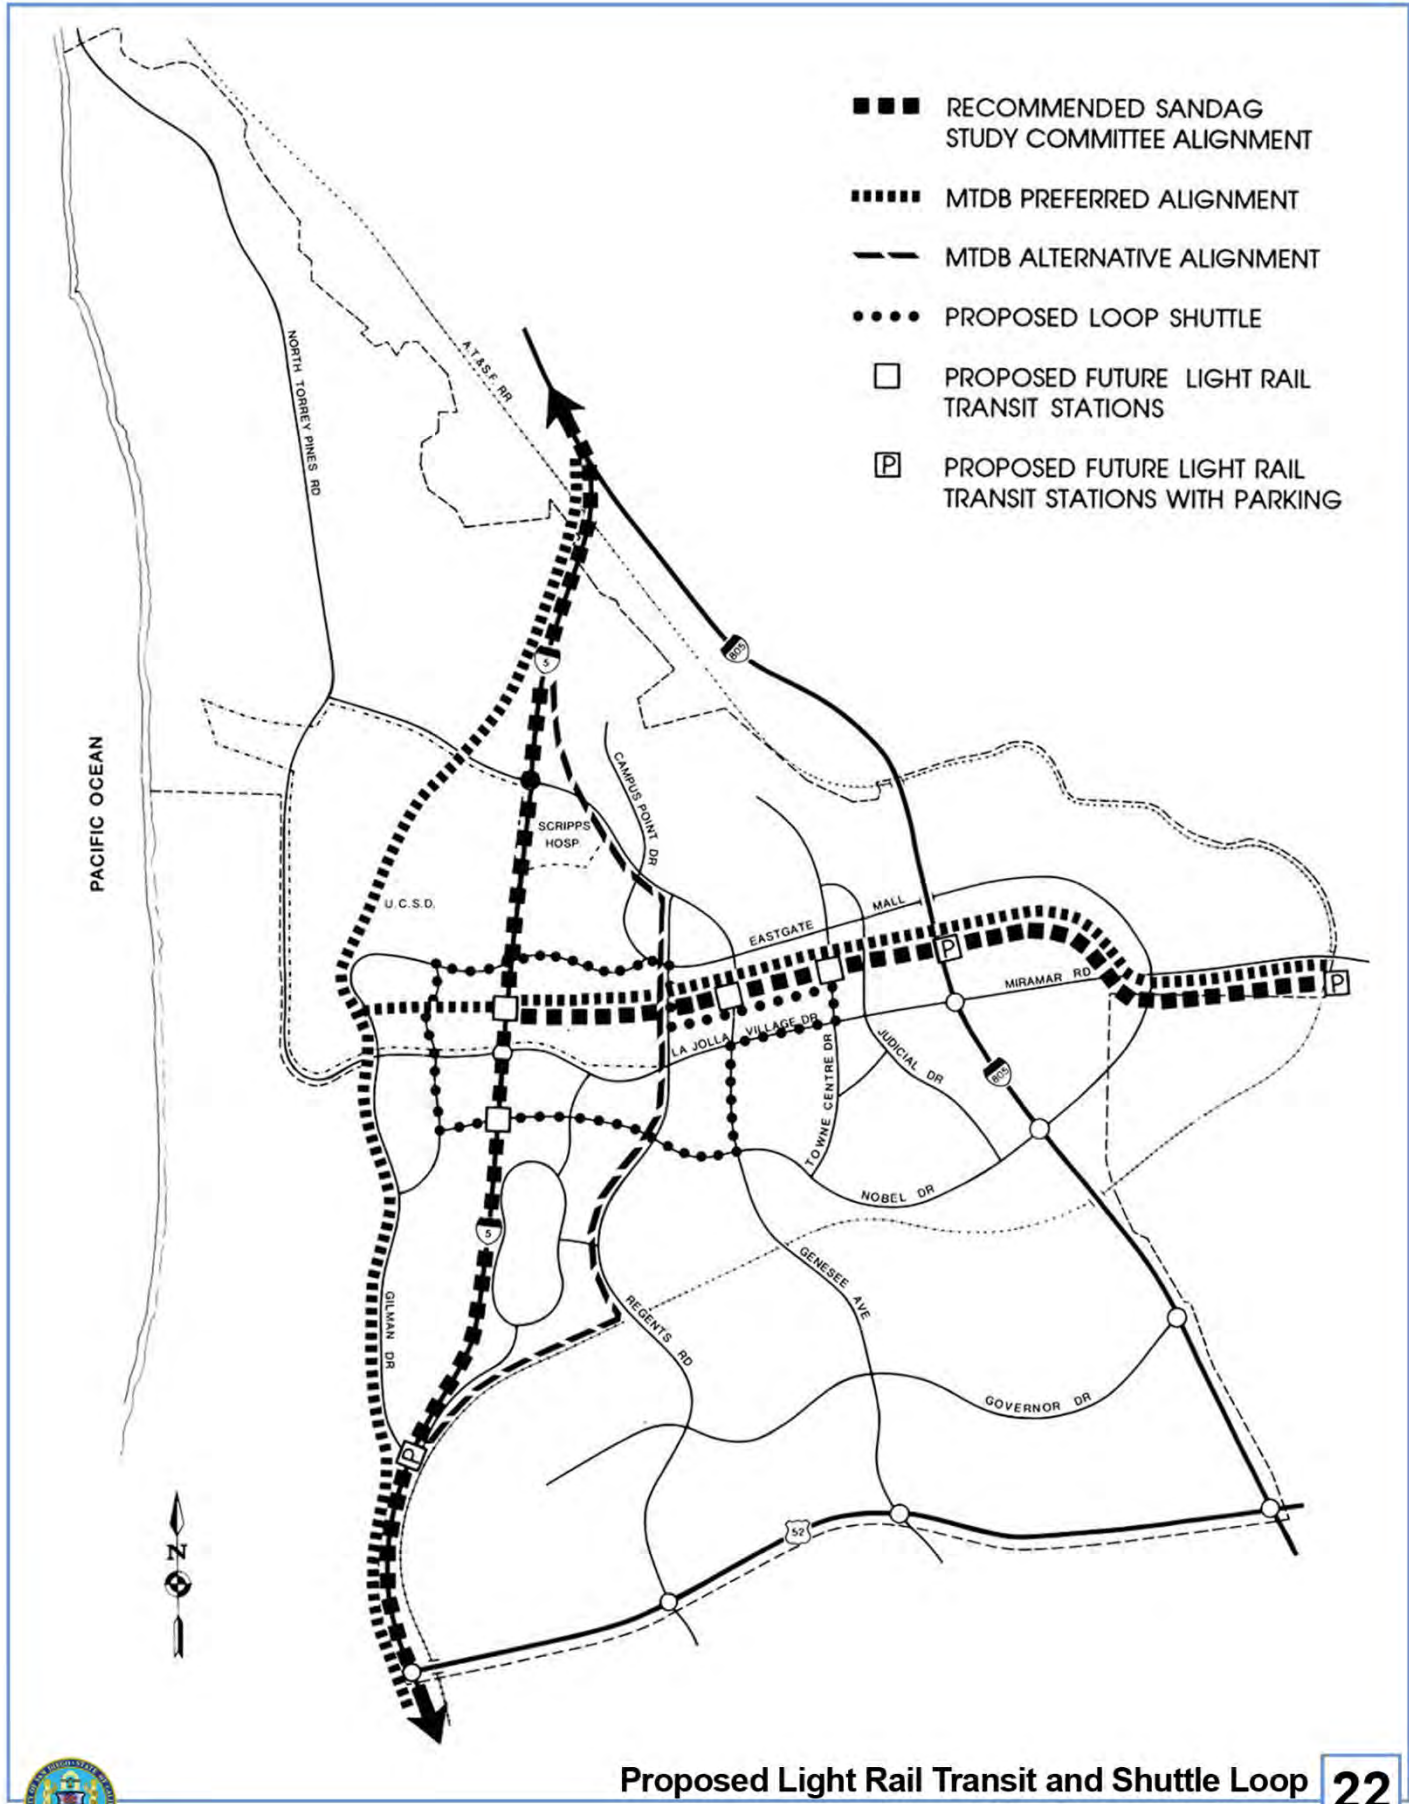 RECOMMENDED SANDAG
STUDY COMMITTEE ALIGNMENT
MTDB PREFERRED ALIGNMENT
MTDB ALTERNATIVE ALIGNMENT
PROPOSED LOOP SHUTTLE
PROPOSED FUTURE LIGHT RAIL
TRANSIT STATIONS
P
PROPOSED FUTURE LIGHT RAIL
TRANSIT STATIONS WITH PARKING
NORTH TORREY PINES RD
A.T.&S.F. RR
805
5
PACIFIC OCEAN
CAMPUS POINT DR
SCRIPPS
HOSP.
U.C.S.D.
EASTGATE MALL
P
MIRAMAR RD
P
LA JOLLA VILLAGE DR
TOWNE CENTRE DR
JUDICIAL DR
805
NOBEL DR
5
GENESEE AVE
GILMAN DR
REGENTS RD
GOVERNOR DR
P
52
N
Proposed Light Rail Transit and Shuttle Loop
22